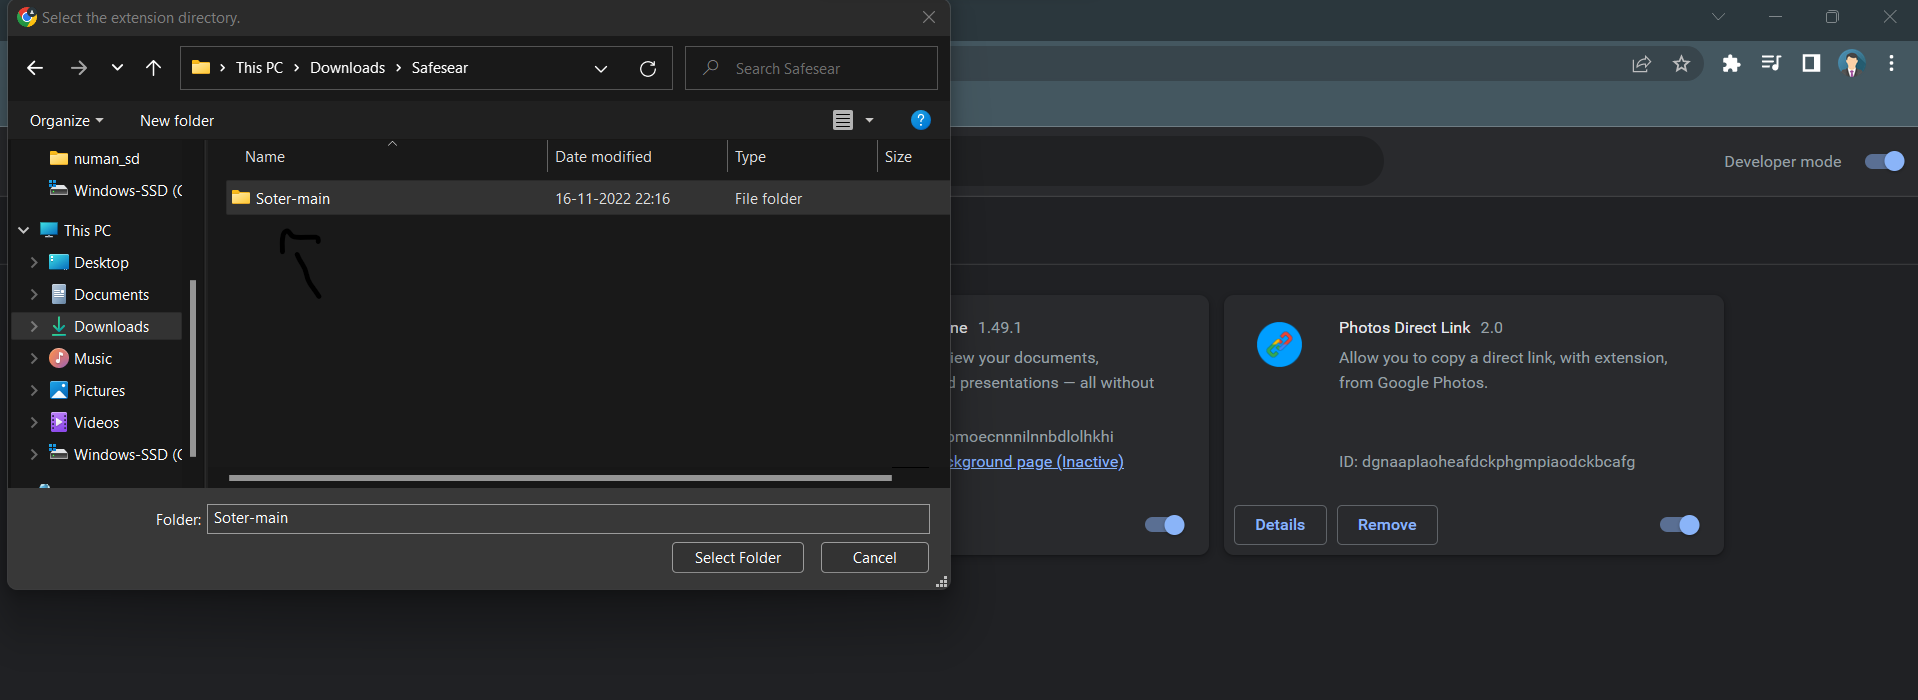 Select the extension directory.
This PC > Downloads > Safesear
Search Safesear
Organize
New folder
?
Name
Date modified
Type
Size
numan_sd
Windows-SSD (C
This PC
Desktop
Documents
Downloads
Music
Pictures
Videos
Windows-SSD (C
Soter-main
16-11-2022 22:16
File folder
Folder:
Soter-main
Select Folder
Cancel
Developer mode
ne 1.49.1
iew your documents,
d presentations — all without
omoecnnnilnnbdlolhkhi
ckground page (Inactive)
Photos Direct Link 2.0
Allow you to copy a direct link, with extension,
from Google Photos.
ID: dgnaaplaoheafdckphgmpiaodckbcafg
Details
Remove